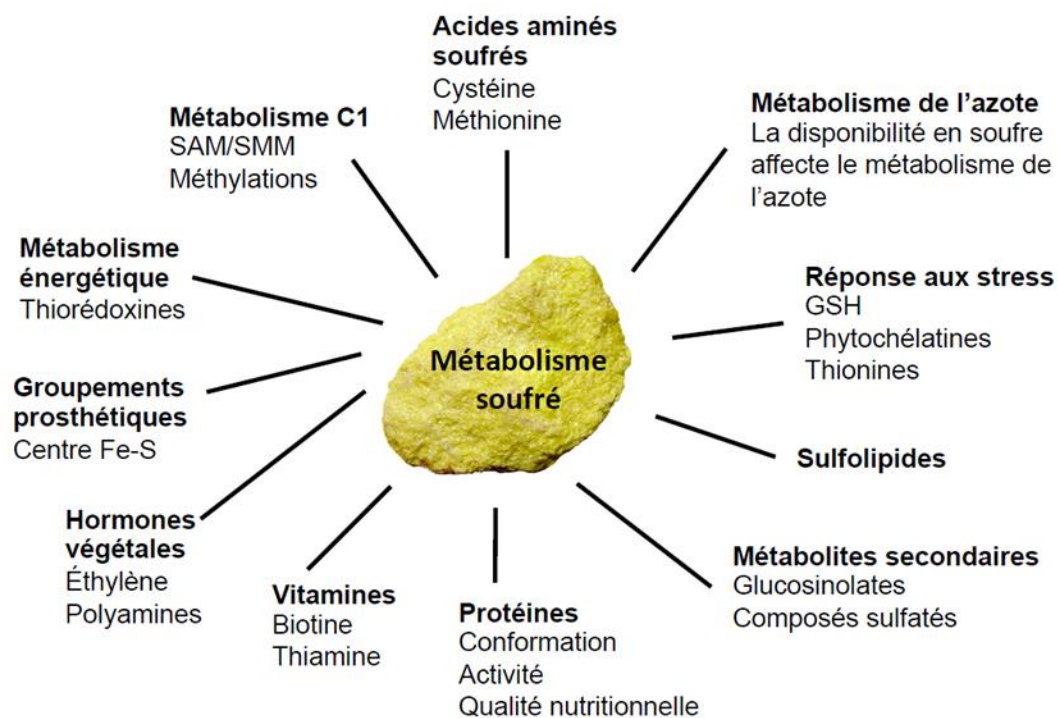 Acides aminés
soufrés
Cystéine
Méthionine
Métabolisme C1
SAM/SMM
Méthylations
Métabolisme de l'azote
La disponibilité en soufre
affecte le métabolisme de
l'azote
Métabolisme
énergétique
Thiorédoxines
Réponse aux stress
GSH
Phytochélatines
Thionines
Métabolisme
soufré
Groupements
prosthétiques
Centre Fe-S
Sulfolipides
Hormones
végétales
Éthylène
Polyamines
Vitamines
Biotine
Thiamine
Protéines
Conformation
Activité
Qualité nutritionnelle
Métabolites secondaires
Glucosinolates
Composés sulfatés